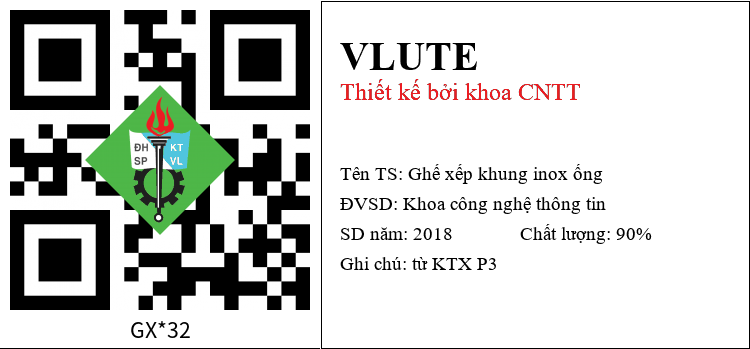 ĐH KT
SP VL
GX*32
VLUTE
Thiết kế bởi khoa CNTT
Tên TS: Ghế xếp khung inox ống
ĐVSD: Khoa công nghệ thông tin
SD năm: 2018 Chất lượng: 90%
Ghi chú: từ KTX P3